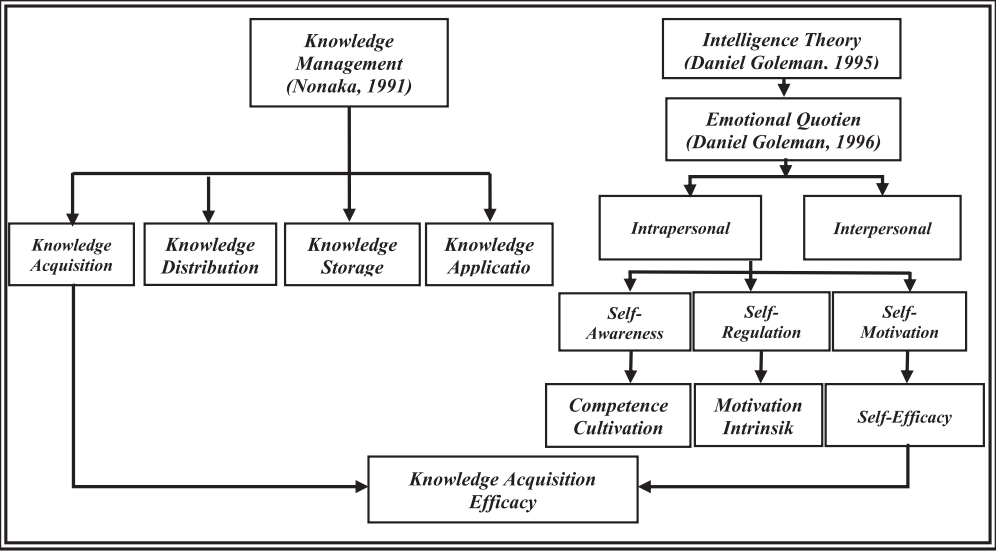 Knowledge
Management
(Nonaka, 1991)
Intelligence Theory
(Daniel Goleman, 1995)
Emotional Quotien
(Daniel Goleman, 1996)
Knowledge
Acquisition
Knowledge
Distribution
Knowledge
Storage
Knowledge
Applicatio
Intrapersonal
Interpersonal
Self-
Awareness
Self-
Regulation
Self-
Motivation
Competence
Cultivation
Motivation
Intrinsik
Self-Efficacy
Knowledge Acquisition
Efficacy